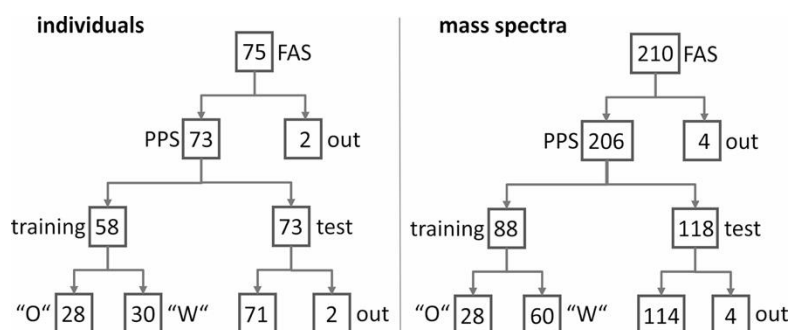 individuals
75 FAS
PPS 73 2 out
training 58 73 test
"O" 28 30 "W" 71 2 out
mass spectra
210 FAS
PPS 206 4 out
training 88 118 test
"O" 28 60 "W" 114 4 out